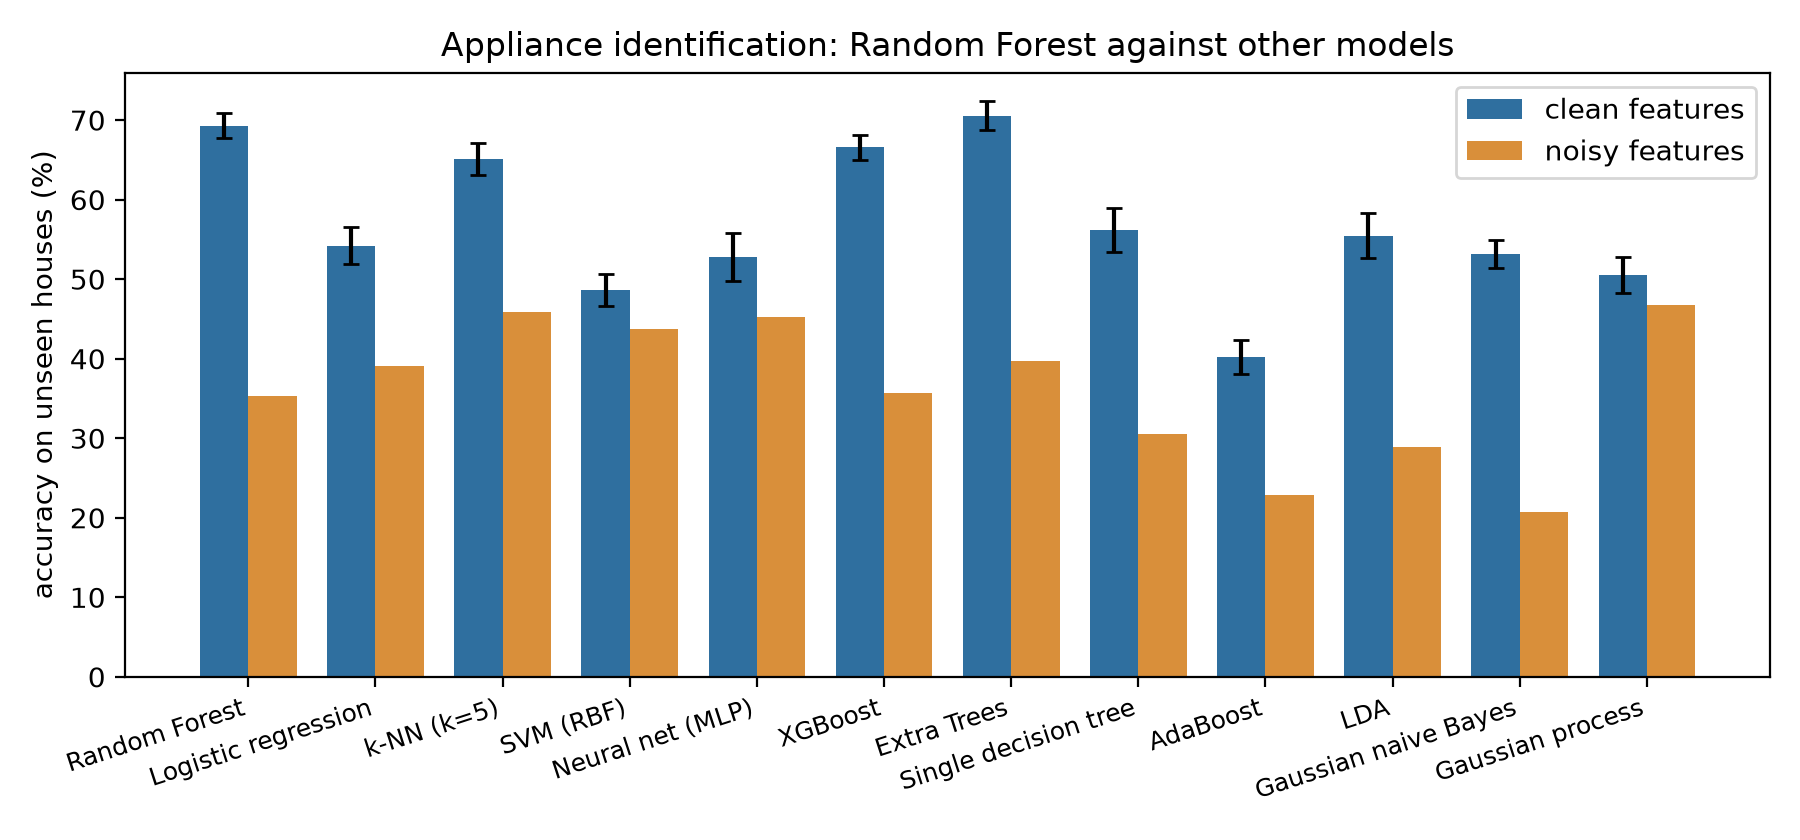 Appliance identification: Random Forest against other models
clean features
noisy features
accuracy on unseen houses (%)
70
60
50
40
30
20
10
0
Random Forest
Logistic regression
k-NN (k=5)
SVM (RBF)
Neural net (MLP)
XGBoost
Extra Trees
Single decision tree
AdaBoost
LDA
Gaussian naive Bayes
Gaussian process